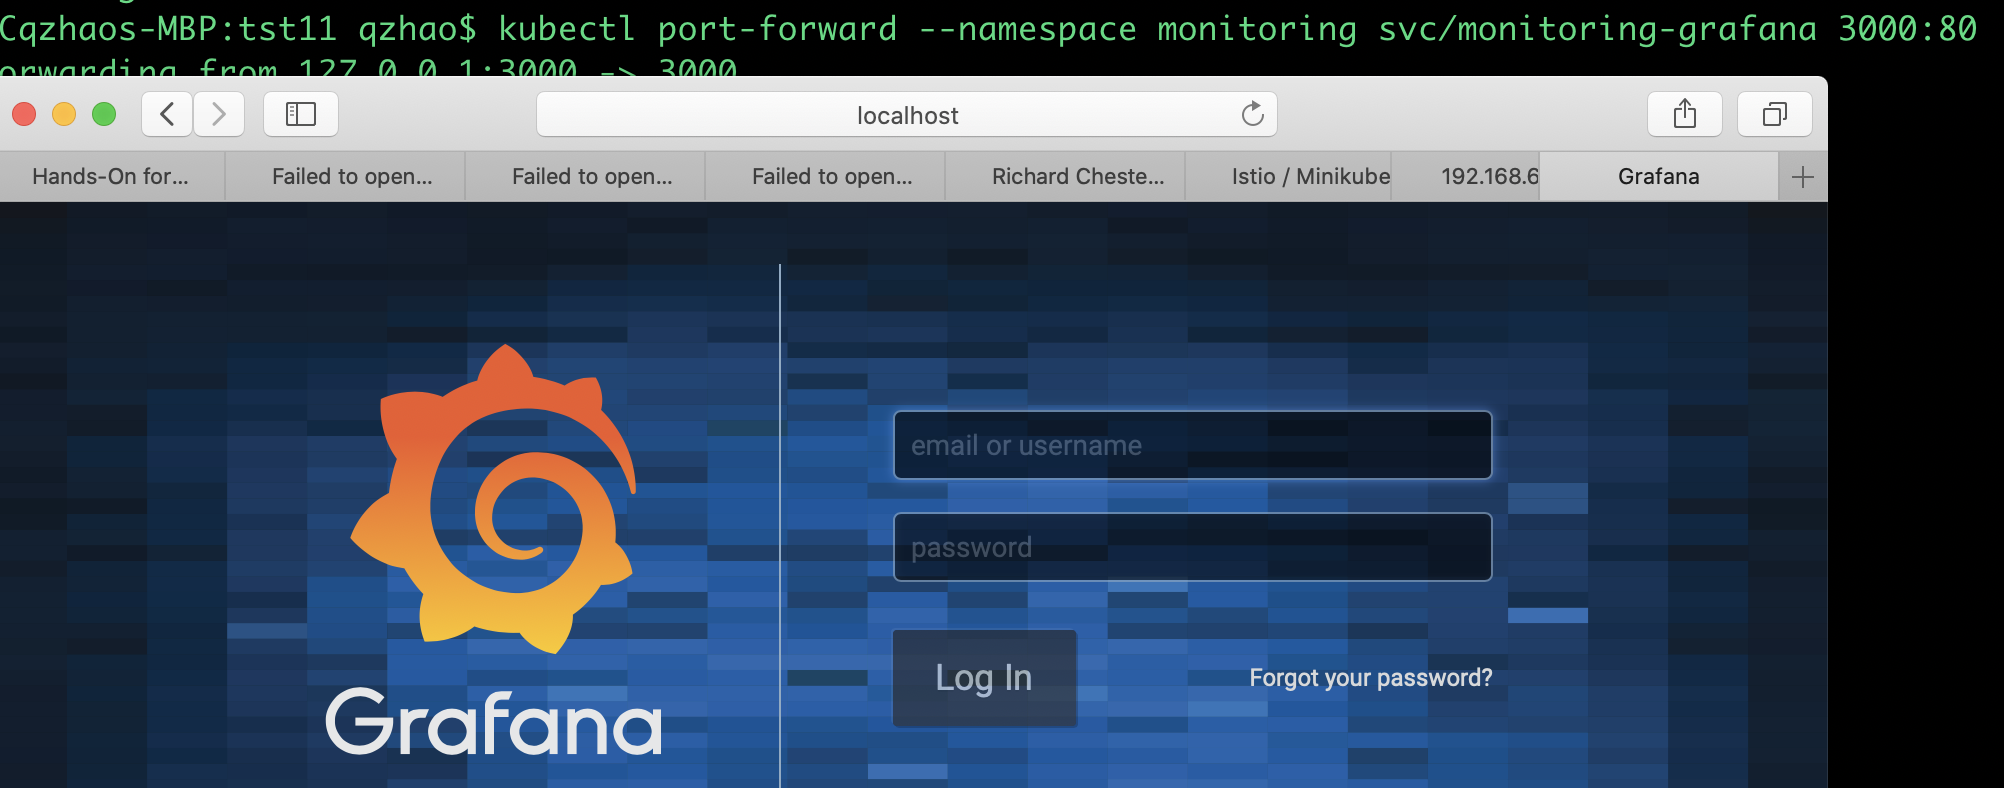 Cqzhaos-MBP:tst11 qzhao$ kubectl port-forward --namespace monitoring svc/monitoring-grafana 3000:80
orwarding from 127.0.0.1:3000 -> 3000
localhost
Hands-On for... Failed to open... Failed to open... Failed to open... Richard Cheste... Istio / Minikube 192.168.6 Grafana
email or username
password
Log In Forgot your password?
Grafana